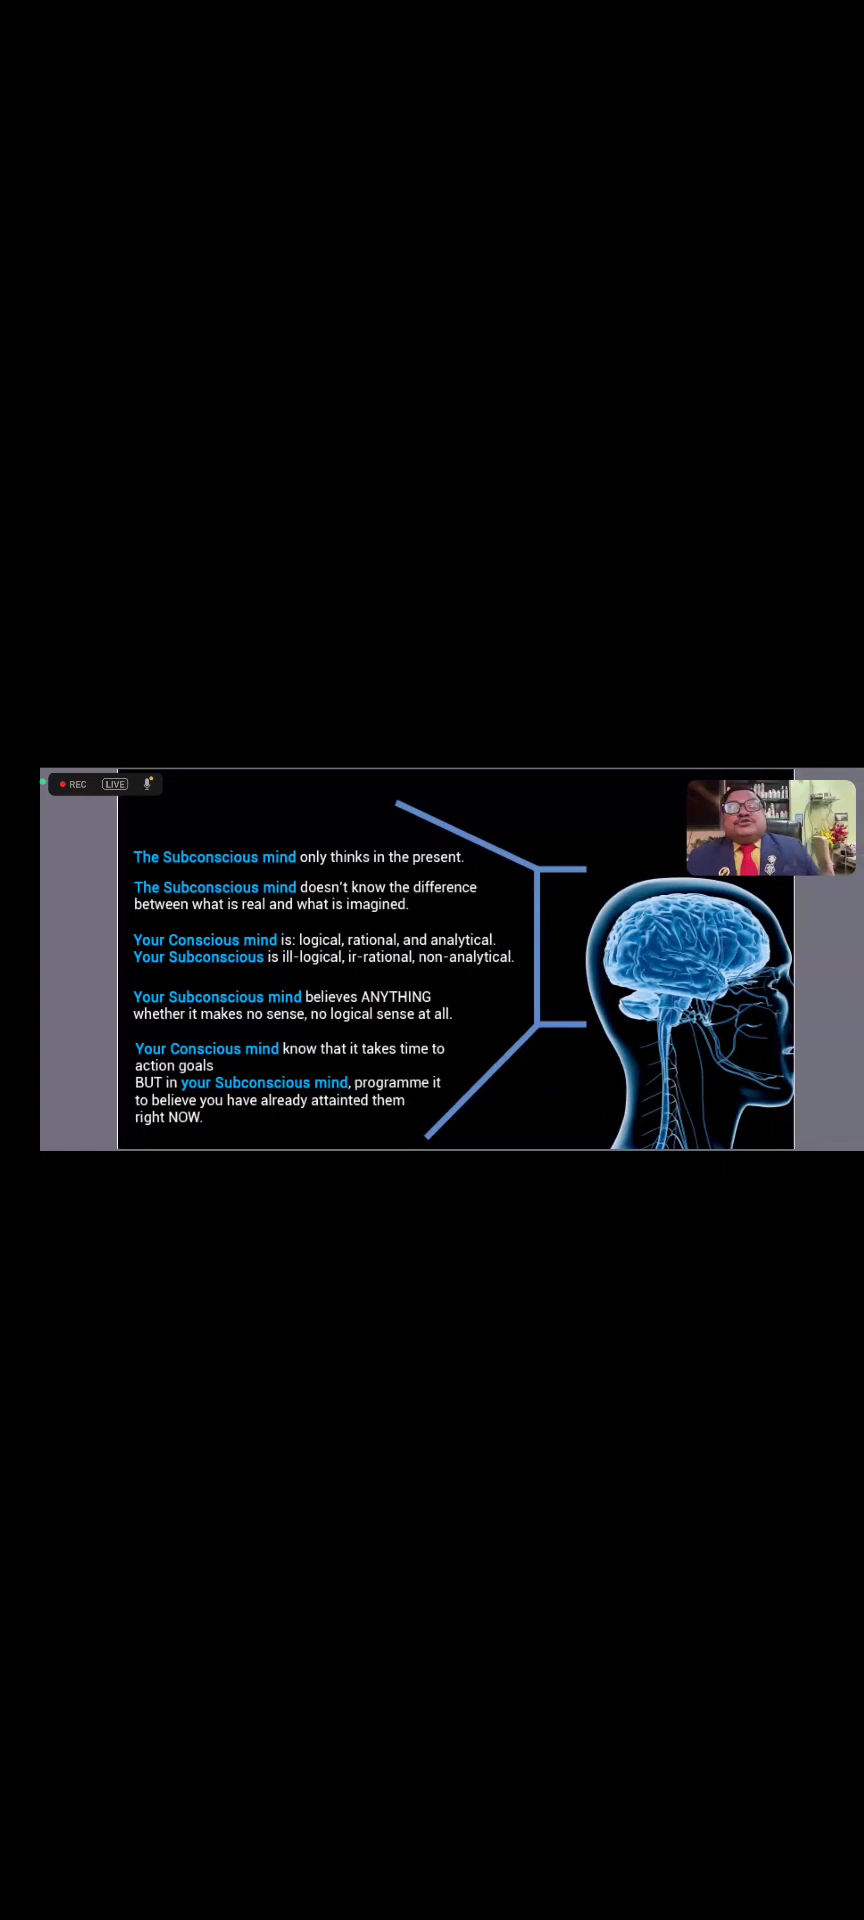 REC LIVE
The Subconscious mind only thinks in the present.
The Subconscious mind doesn't know the difference
between what is real and what is imagined.
Your Conscious mind is: logical, rational, and analytical.
Your Subconscious is ill-logical, ir-rational, non-analytical.
Your Subconscious mind believes ANYTHING
whether it makes no sense, no logical sense at all.
Your Conscious mind know that it takes time to
action goals
BUT in your Subconscious mind, programme it
to believe you have already attainted them
right NOW.